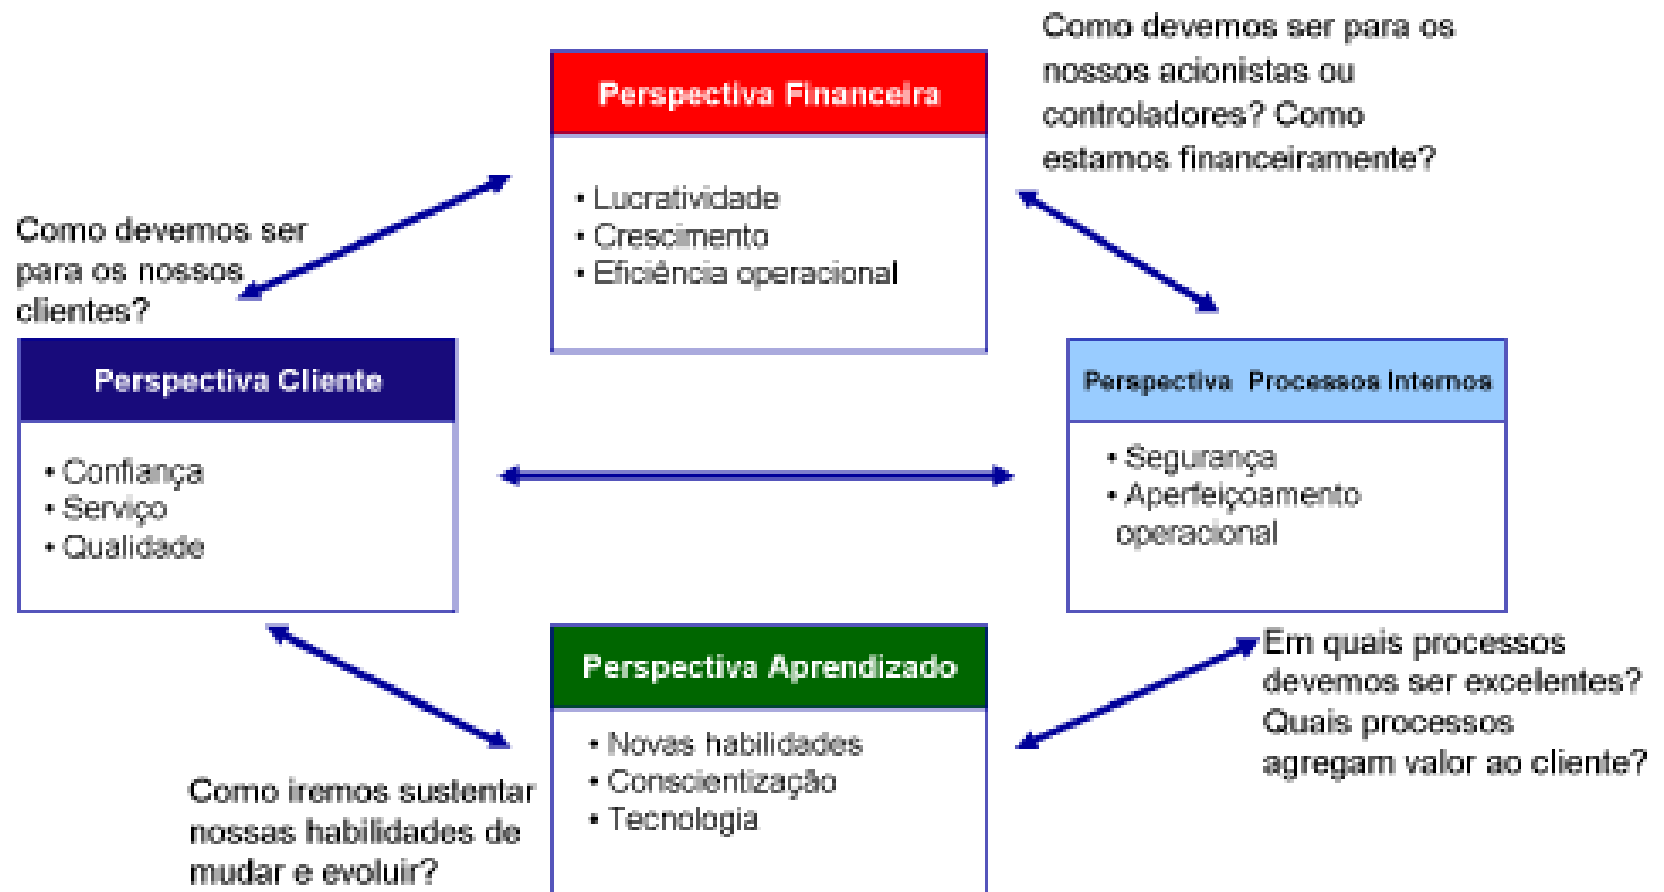 Como devemos ser para os
nossos acionistas ou
controladores? Como
estamos financeiramente?
Perspectiva Financeira
• Lucratividade
• Crescimento
• Eficiência operacional
Como devemos ser
para os nossos
clientes?
Perspectiva Cliente
• Confiança
• Serviço
• Qualidade
Perspectiva Processos Internos
• Segurança
• Aperfeiçoamento
operacional
Em quais processos
devemos ser excelentes?
Quais processos
agregam valor ao cliente?
Perspectiva Aprendizado
• Novas habilidades
• Conscientização
• Tecnologia
Como iremos sustentar
nossas habilidades de
mudar e evoluir?